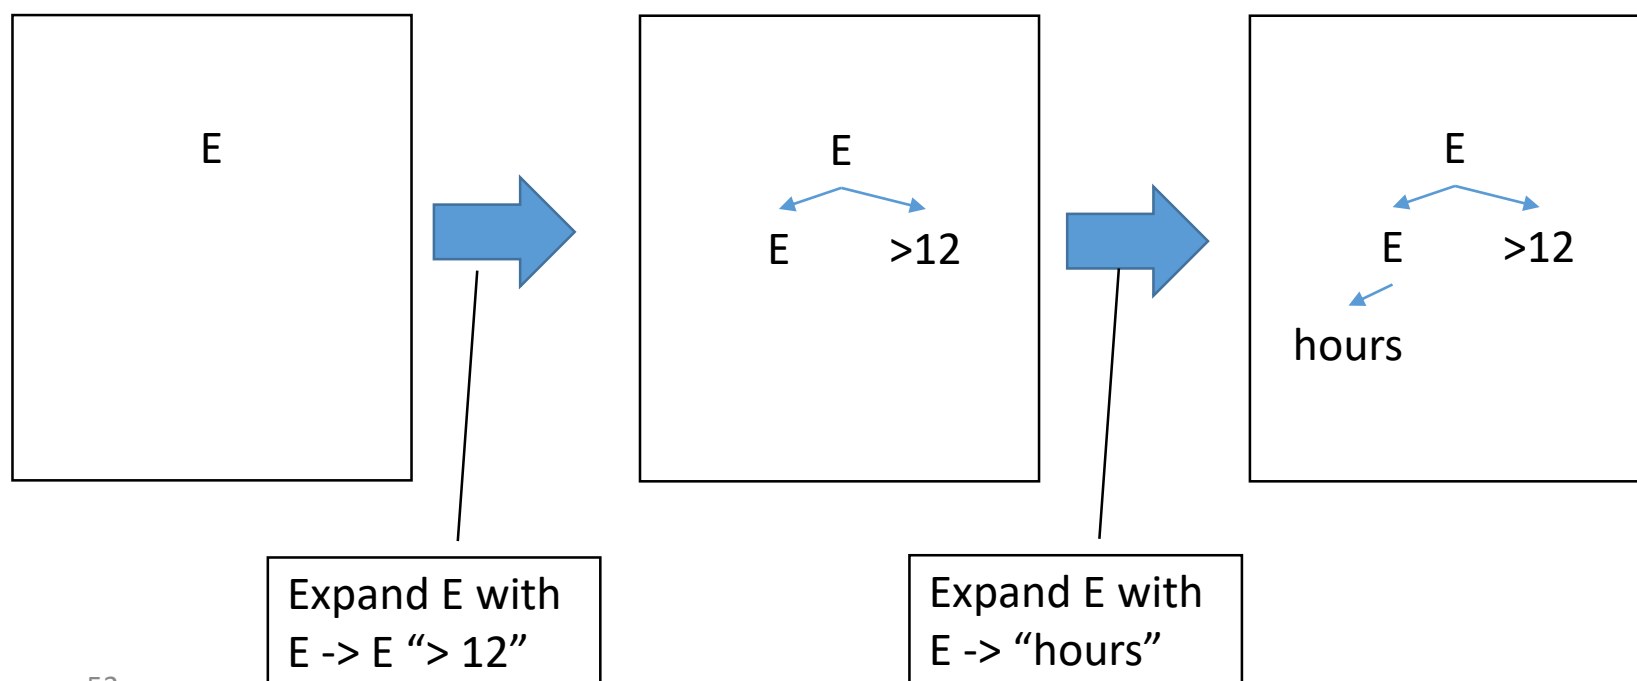 E
E
E >12
E
E >12
hours
Expand E with
E -> E “> 12”
Expand E with
E -> “hours”